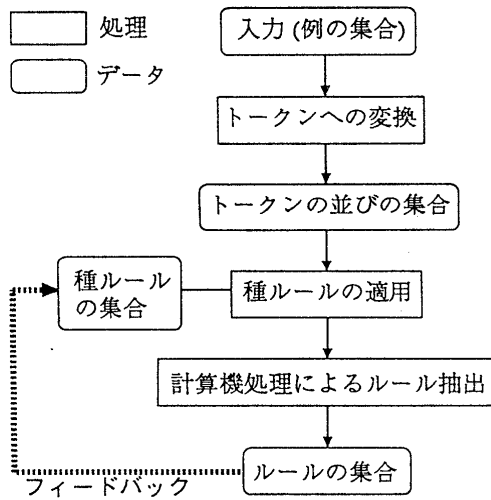 処理
データ
入力 (例の集合)
トークンへの変換
トークンの並びの集合
種ルール
の集合
種ルールの適用
計算機処理によるルール抽出
ルールの集合
フィードバック